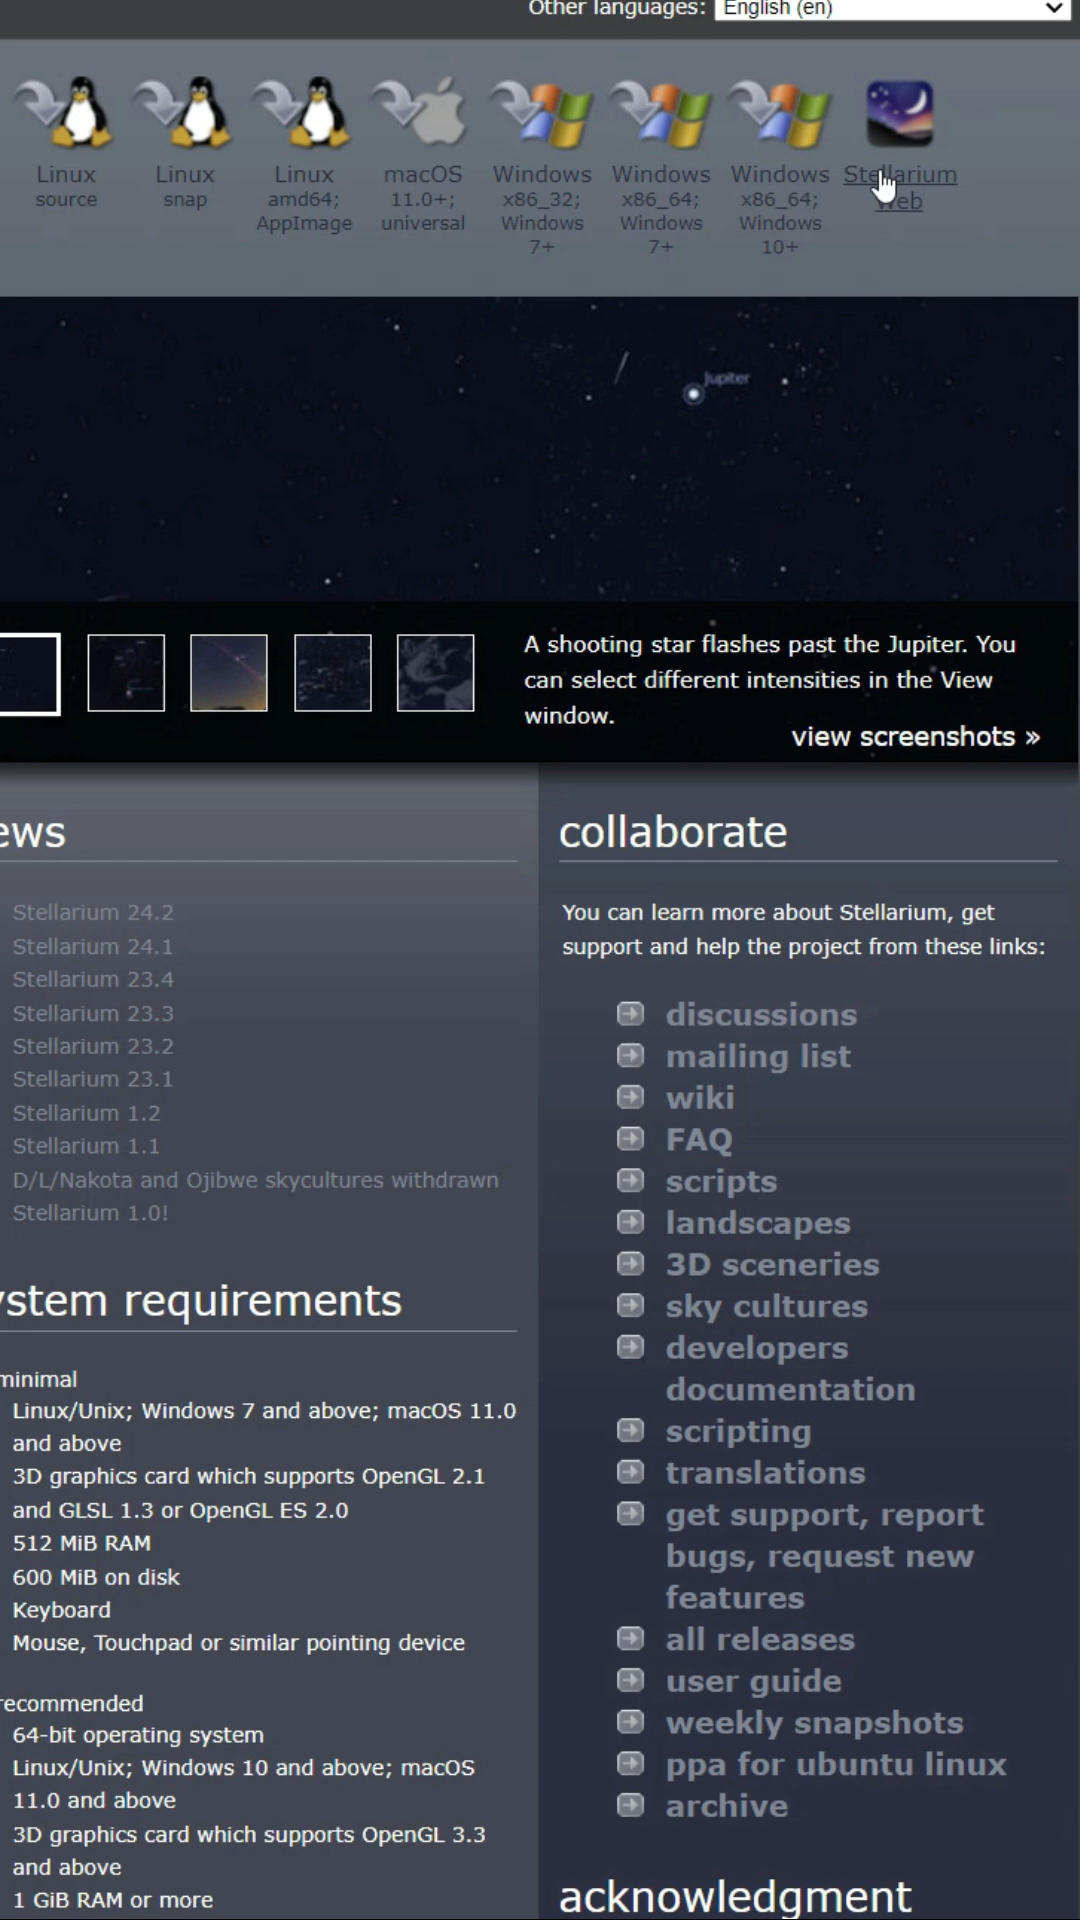 Other languages: English (en)
Linux
source
Linux
snap
Linux
amd64;
AppImage
macOS
11.0+;
universal
Windows
x86_32;
Windows
7+
Windows
x86_64;
Windows
7+
Windows
x86_64;
Windows
10+
Stellarium
Web
Jupiter
A shooting star flashes past the Jupiter. You
can select different intensities in the View
window.
view screenshots »
ews
Stellarium 24.2
Stellarium 24.1
Stellarium 23.4
Stellarium 23.3
Stellarium 23.2
Stellarium 23.1
Stellarium 1.2
Stellarium 1.1
D/L/Nakota and Ojibwe skycultures withdrawn
Stellarium 1.0!
ystem requirements
minimal
Linux/Unix; Windows 7 and above; macOS 11.0
and above
3D graphics card which supports OpenGL 2.1
and GLSL 1.3 or OpenGL ES 2.0
512 MiB RAM
600 MiB on disk
Keyboard
Mouse, Touchpad or similar pointing device
recommended
64-bit operating system
Linux/Unix; Windows 10 and above; macOS
11.0 and above
3D graphics card which supports OpenGL 3.3
and above
1 GiB RAM or more
collaborate
You can learn more about Stellarium, get
support and help the project from these links:
discussions
mailing list
wiki
FAQ
scripts
landscapes
3D sceneries
sky cultures
developers
documentation
scripting
translations
get support, report
bugs, request new
features
all releases
user guide
weekly snapshots
ppa for ubuntu linux
archive
acknowledgment